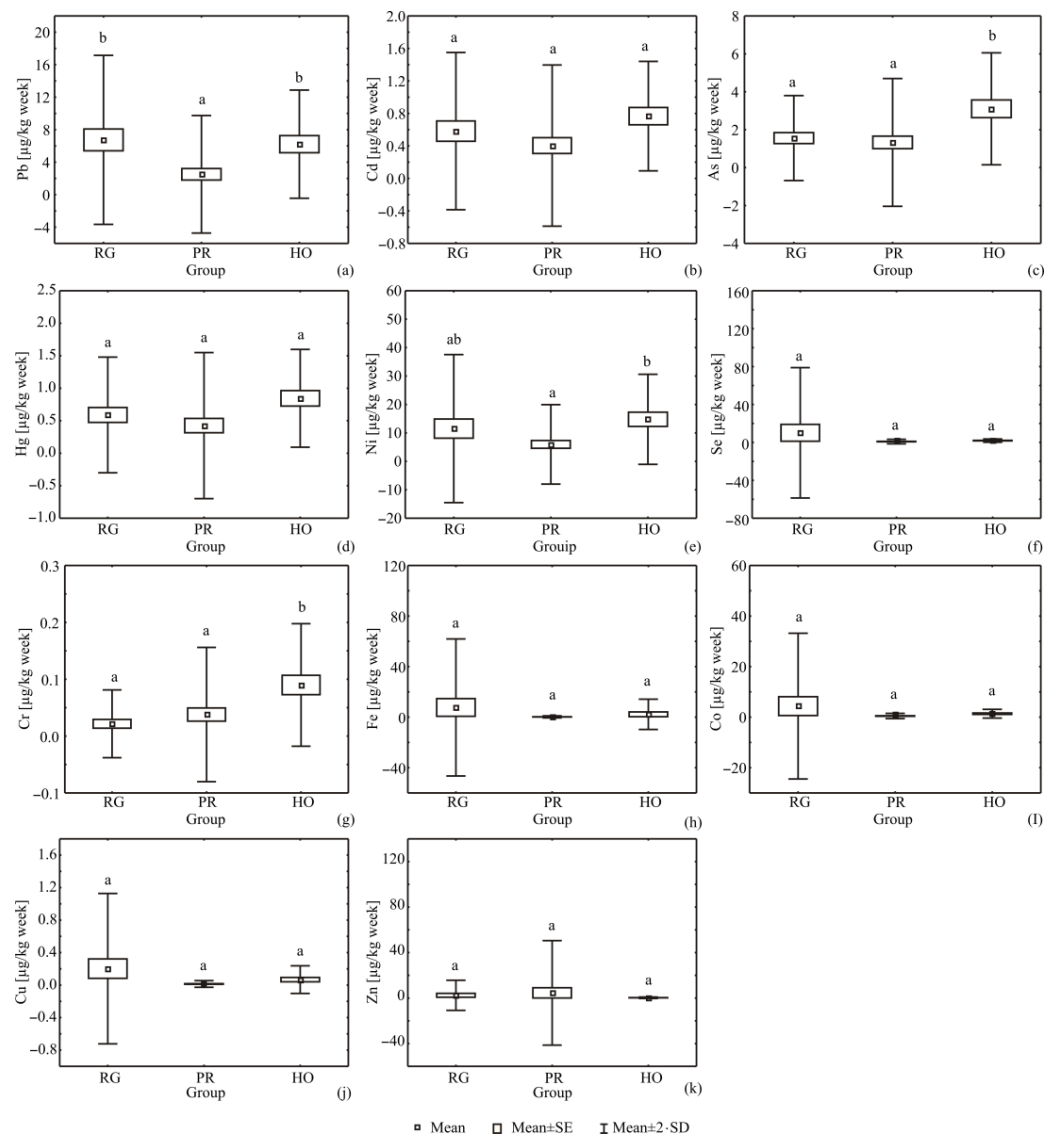 Pb [µg/kg week]
20
16
12
8
4
0
−4
b
a
b
RG PR HO
Group
(a)
Cd [µg/kg week]
2.0
1.6
1.2
0.8
0.4
0.0
−0.4
−0.8
a
a
a
RG PR HO
Group
(b)
As [µg/kg week]
8
6
4
2
0
−2
−4
a
a
b
RG PR HO
Group
(c)
Hg [µg/kg week]
2.5
2.0
1.5
1.0
0.5
0.0
−0.5
−1.0
a
a
a
RG PR HO
Group
(d)
Ni [µg/kg week]
60
50
40
30
20
10
0
−10
−20
ab
a
b
RG PR HO
Grouip
(e)
Se [µg/kg week]
160
120
80
40
0
−40
−80
a
a
a
RG PR HO
Group
(f)
Cr [µg/kg week]
0.3
0.2
0.1
0.0
−0.1
a
a
b
RG PR HO
Group
(g)
Fe [µg/kg week]
120
80
40
0
−40
a
a
a
RG PR HO
Group
(h)
Co [µg/kg week]
60
40
20
0
−20
a
a
a
RG PR HO
Group
(I)
Cu [µg/kg week]
1.6
1.2
0.8
0.4
0.0
−0.4
−0.8
a
a
a
RG PR HO
Group
(j)
Zn [µg/kg week]
120
80
40
0
−40
a
a
a
RG PR HO
Group
(k)
Mean Mean±SE Mean±2·SD